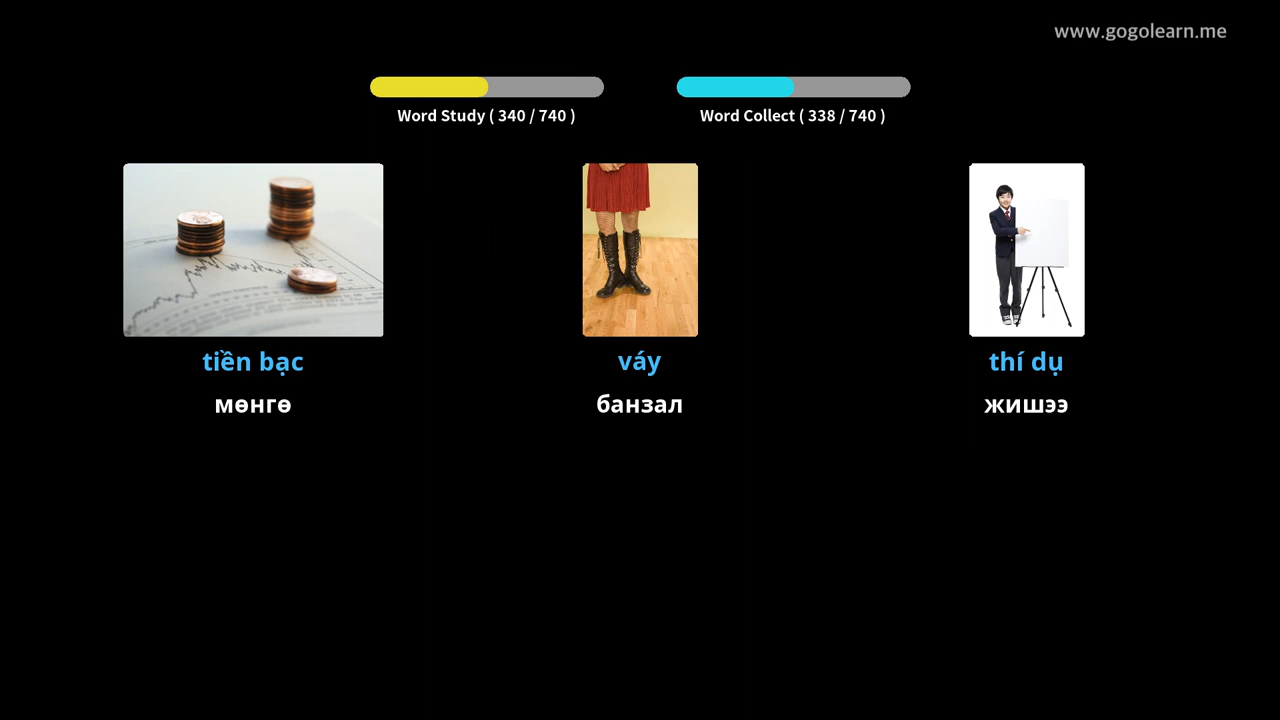 www.gogolearn.me
Word Study ( 340 / 740 )
Word Collect ( 338 / 740 )
tiền bạc
váy
thí dụ
мөнгө
банзал
жишээ